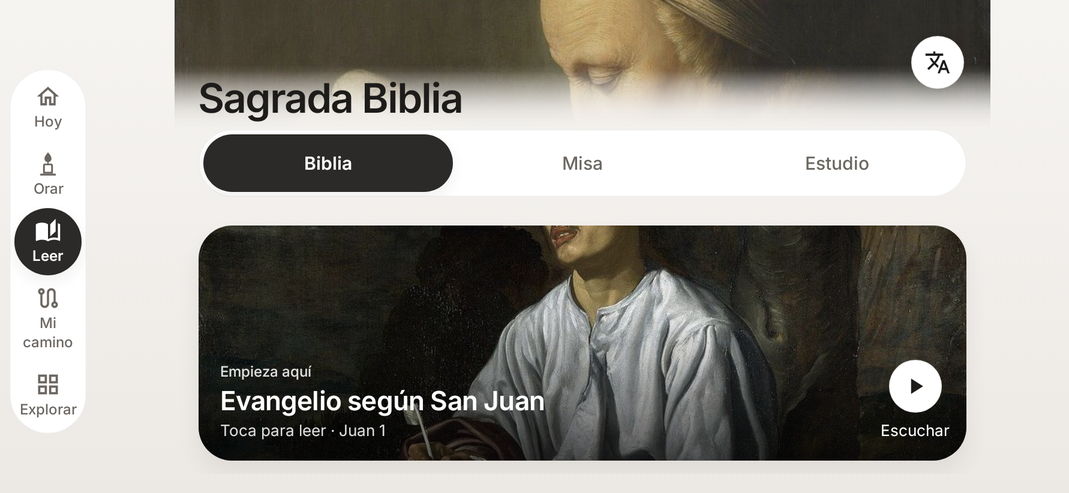 Sagrada Biblia
Hoy
Orar
Leer
Mi
camino
Explorar
Biblia
Misa
Estudio
Empieza aquí
Evangelio según San Juan
Toca para leer · Juan 1
Escuchar